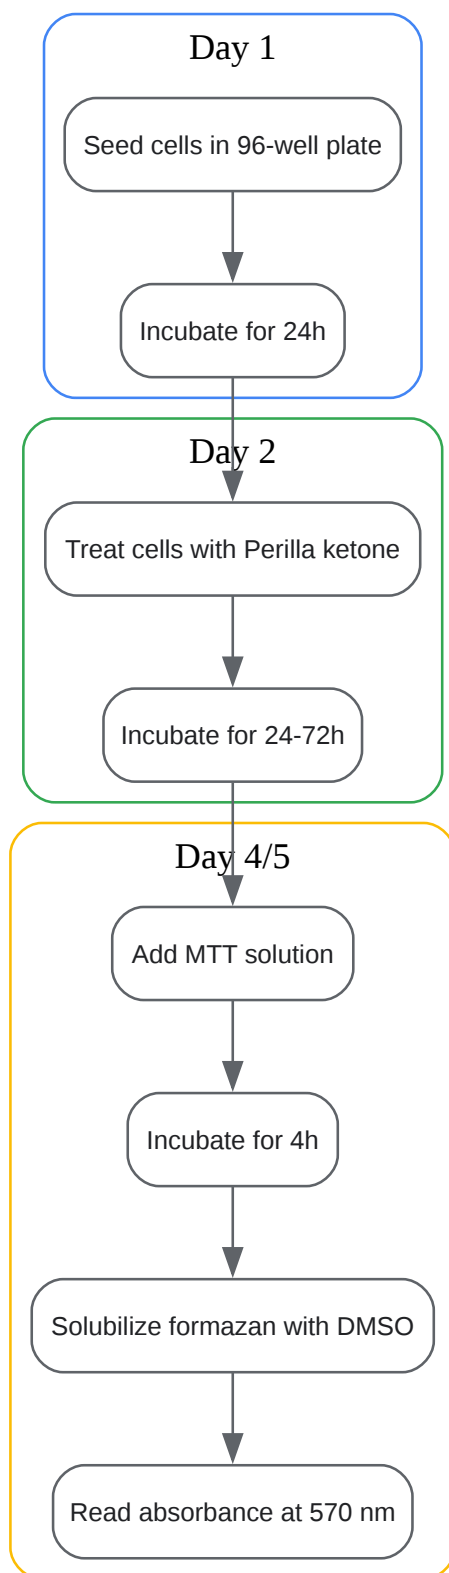 Day 1
Seed cells in 96-well plate
Incubate for 24h
Day 2
Treat cells with Perilla ketone
Incubate for 24-72h
Day 4/5
Add MTT solution
Incubate for 4h
Solubilize formazan with DMSO
Read absorbance at 570 nm